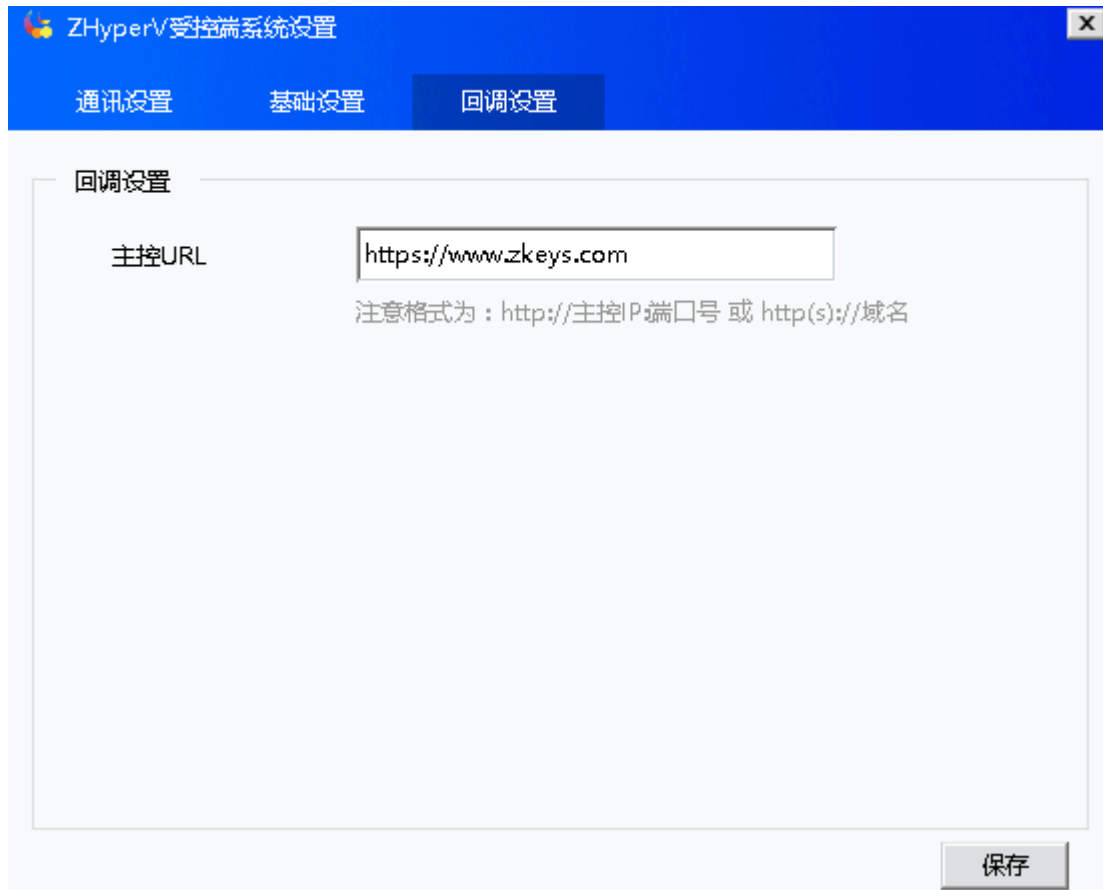 ZHyperV受控端系统设置
通讯设置 基础设置 回调设置
回调设置
主控URL https://www.zkeys.com
注意格式为：http://主控IP:端口号 或 http(s)://域名
保存